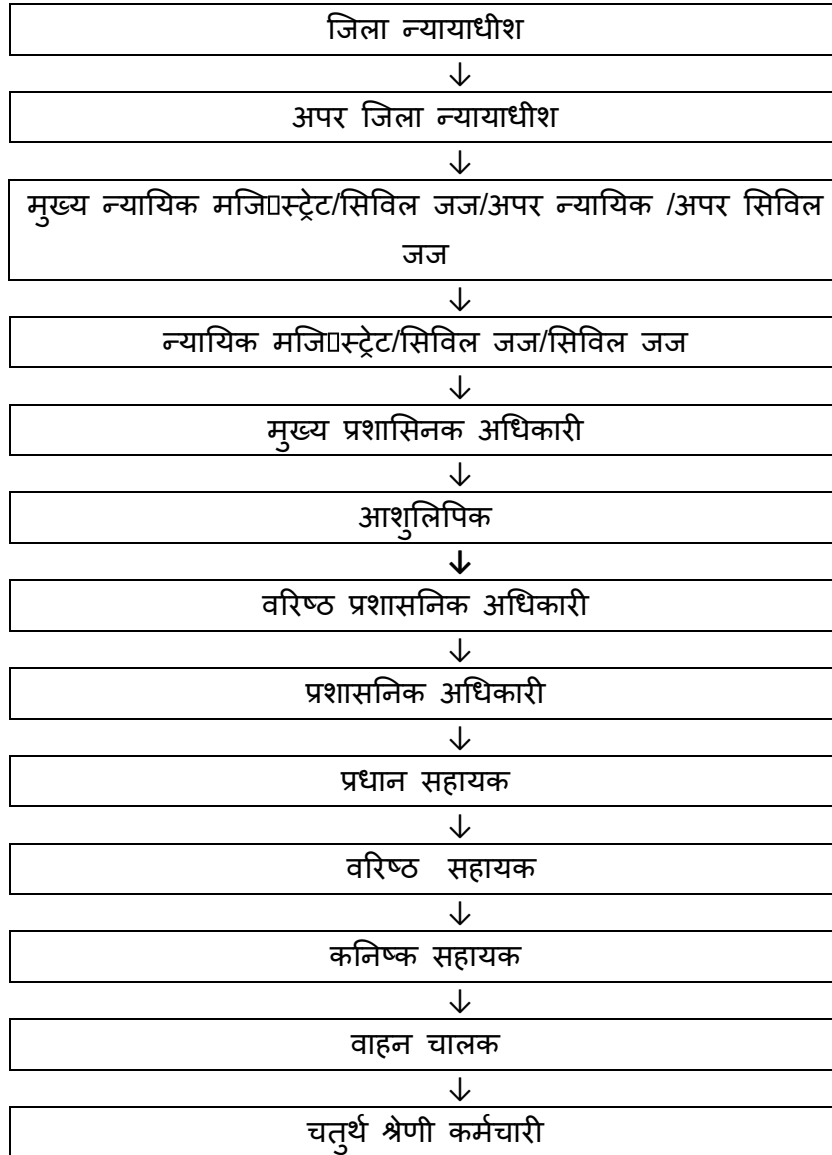 जिला न्यायाधीश
↓
अपर जिला न्यायाधीश
↓
मुख्य न्यायिक मजि▯स्ट्रेट/सिविल जज/अपर न्यायिक /अपर सिविल
जज
↓
न्यायिक मजि▯स्ट्रेट/सिविल जज/सिविल जज
↓
मुख्य प्रशासिनक अधिकारी
↓
आशुलिपिक
↓
वरिष्ठ प्रशासनिक अधिकारी
↓
प्रशासनिक अधिकारी
↓
प्रधान सहायक
↓
वरिष्ठ सहायक
↓
कनिष्क सहायक
↓
वाहन चालक
↓
चतुर्थ श्रेणी कर्मचारी